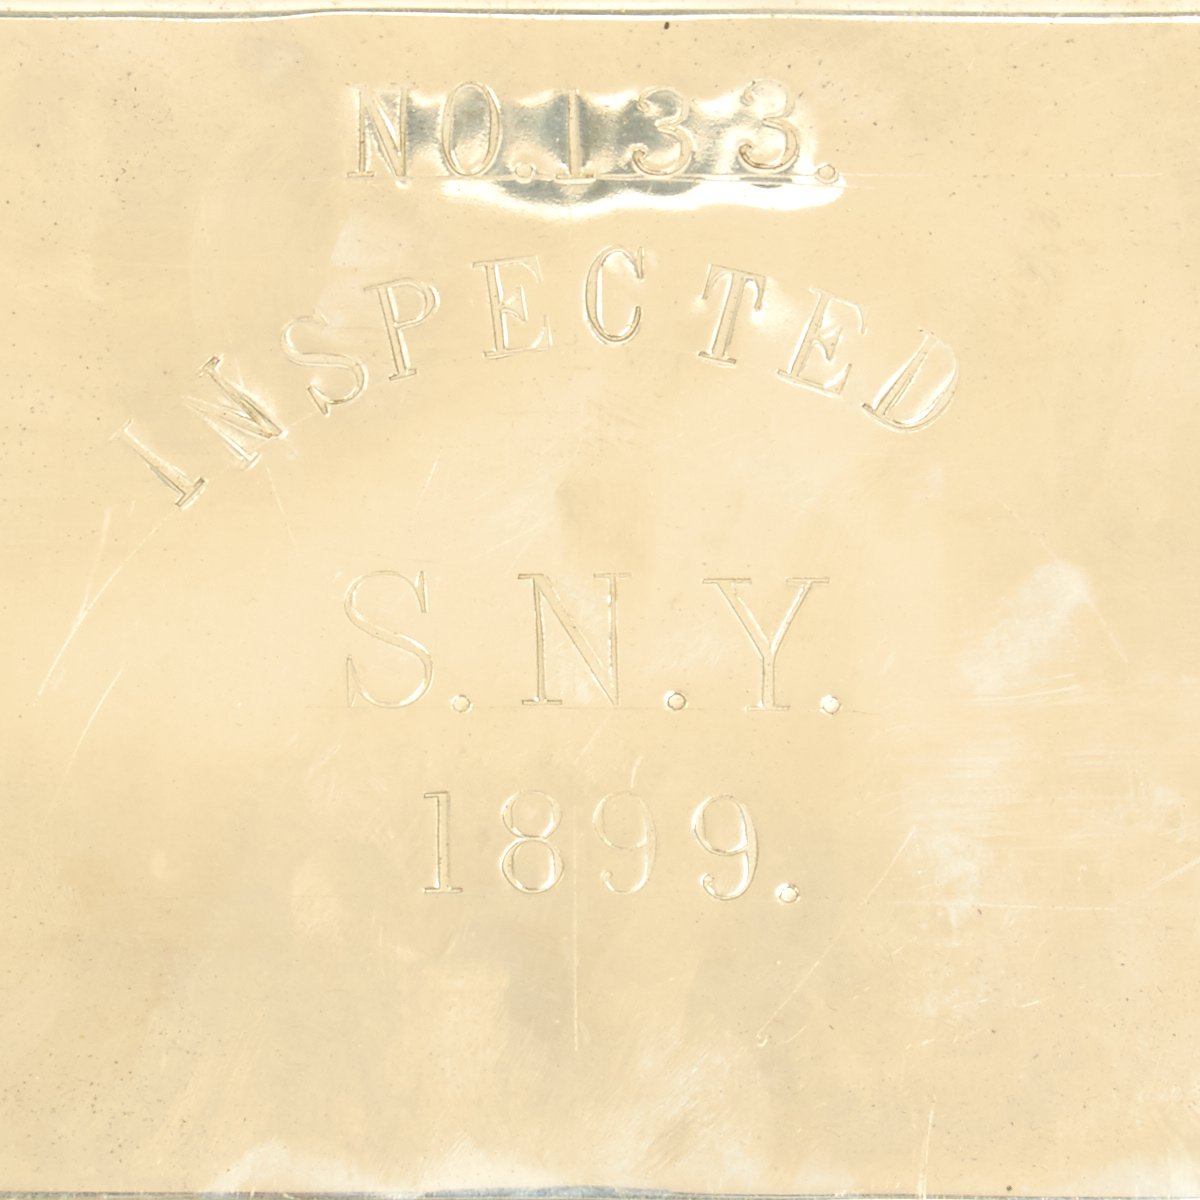 NO.133.
INSPECTED
S.N.Y.
1899.